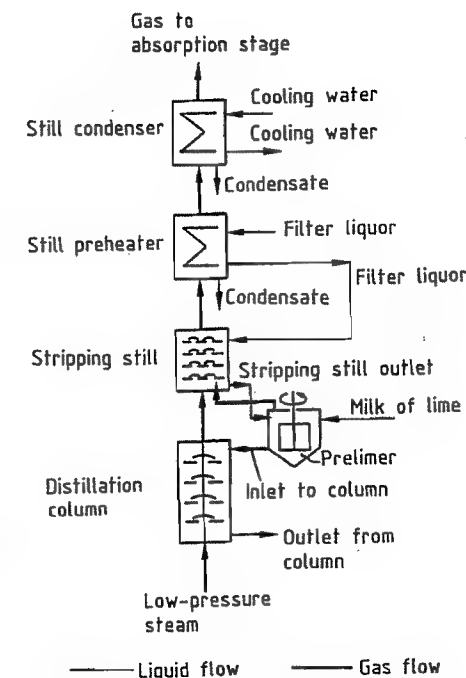 Gas to
absorption stage
Cooling water
Still condenser
Cooling water
Condensate
Still preheater
Filter liquor
Filter liquor
Condensate
Stripping still
Stripping still outlet
Milk of lime
Prelimer
Distillation
column
Inlet to column
Outlet from
column
Low-pressure
steam
Liquid flow
Gas flow